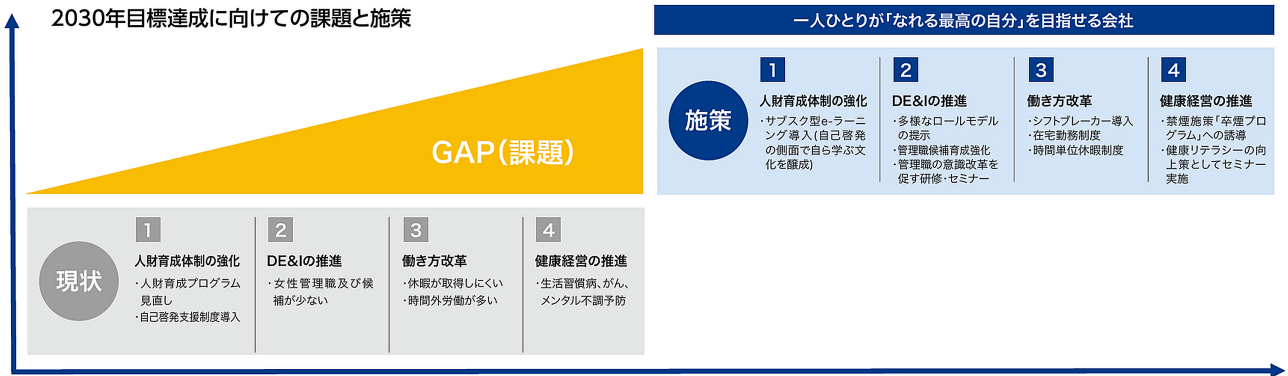 2030年目標達成に向けての課題と施策
GAP(課題)
現状
1
人財育成体制の強化
・人財育成プログラム
見直し
・自己啓発支援制度導入
2
DE&Iの推進
・女性管理職及び候
補が少ない
3
働き方改革
・休暇が取得しにくい
・時間外労働が多い
4
健康経営の推進
・生活習慣病、がん、
メンタル不調予防
一人ひとりが「なれる最高の自分」を目指せる会社
施策
1
人財育成体制の強化
・サブスク型e-ラーニ
ング導入(自己啓発
の側面で自ら学ぶ文
化を醸成)
2
DE&Iの推進
・多様なロールモデル
の提示
・管理職候補育成強化
・管理職の意識改革を
促す研修・セミナー
3
働き方改革
・シフトブレーカー導入
・在宅勤務制度
・時間単位休暇制度
4
健康経営の推進
・禁煙施策「卒煙プ
ログラム」への誘導
・健康リテラシーの向
上策としてセミナー
実施